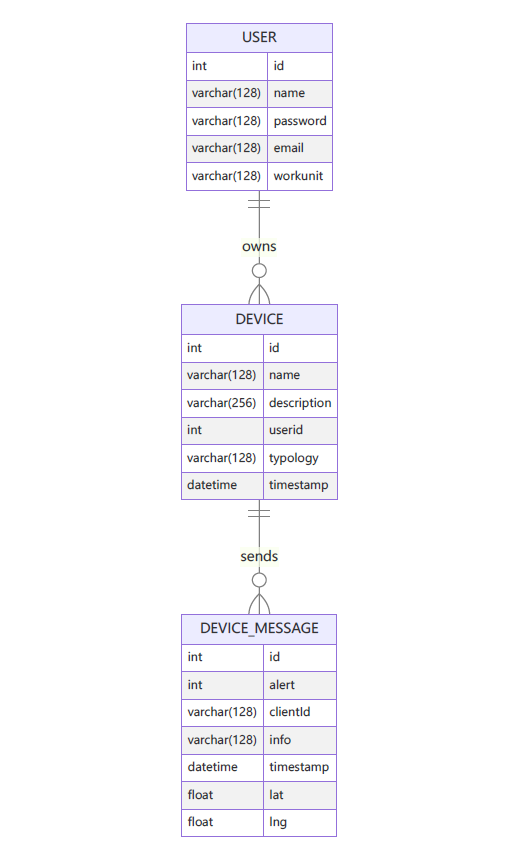 USER
int id
varchar(128) name
varchar(128) password
varchar(128) email
varchar(128) workunit
owns
DEVICE
int id
varchar(128) name
varchar(256) description
int userid
varchar(128) typology
datetime timestamp
sends
DEVICE_MESSAGE
int id
int alert
varchar(128) clientId
varchar(128) info
datetime timestamp
float lat
float lng